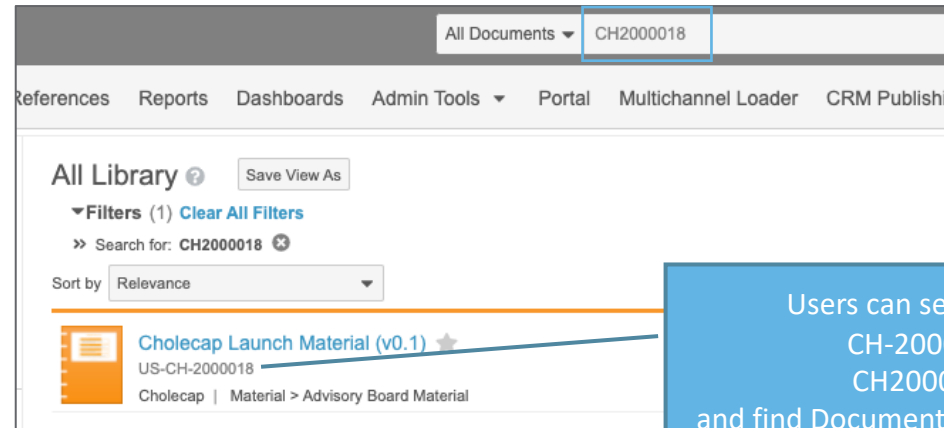 All Documents CH2000018
References Reports Dashboards Admin Tools Portal Multichannel Loader CRM Publishi
All Library Save View As
Filters (1) Clear All Filters
Search for: CH2000018
Sort by Relevance
Cholecap Launch Material (v0.1)
US-CH-2000018
Cholecap | Material > Advisory Board Material
Users can se
CH-200
CH2000
and find Document